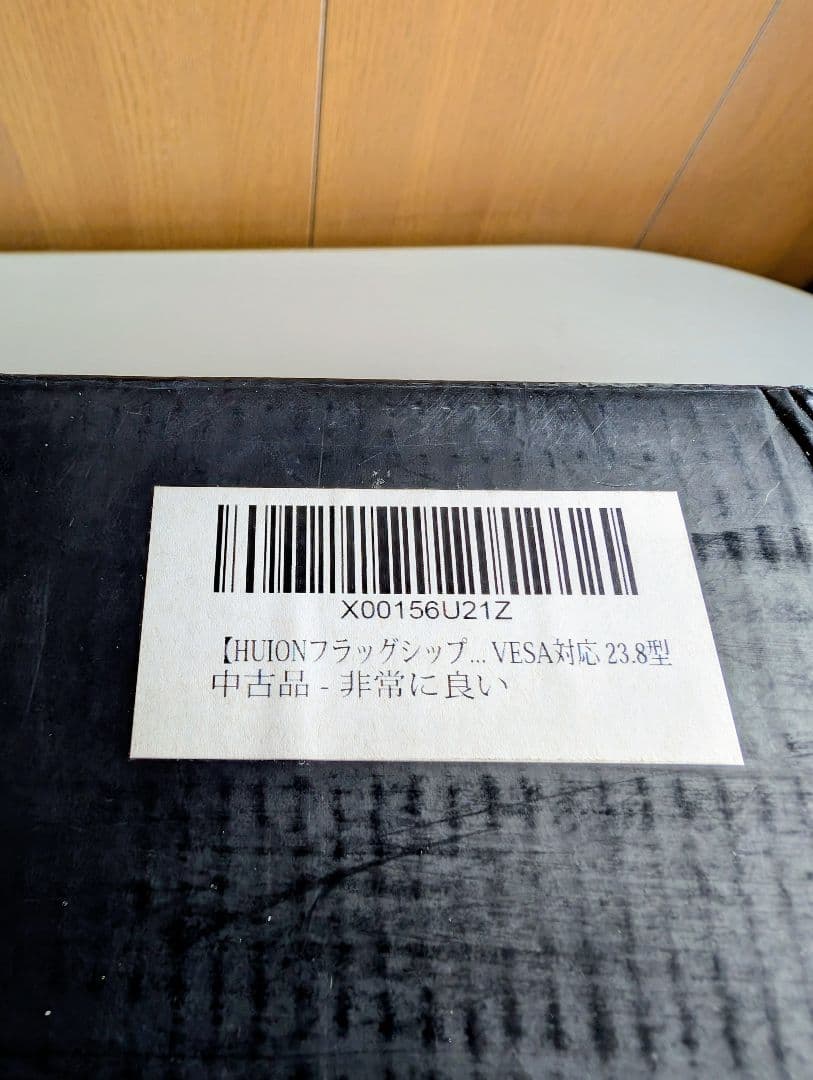 X00156U21Z
【HUIONフラッグシップ... VESA対応 23.8型
中古品 - 非常に良い